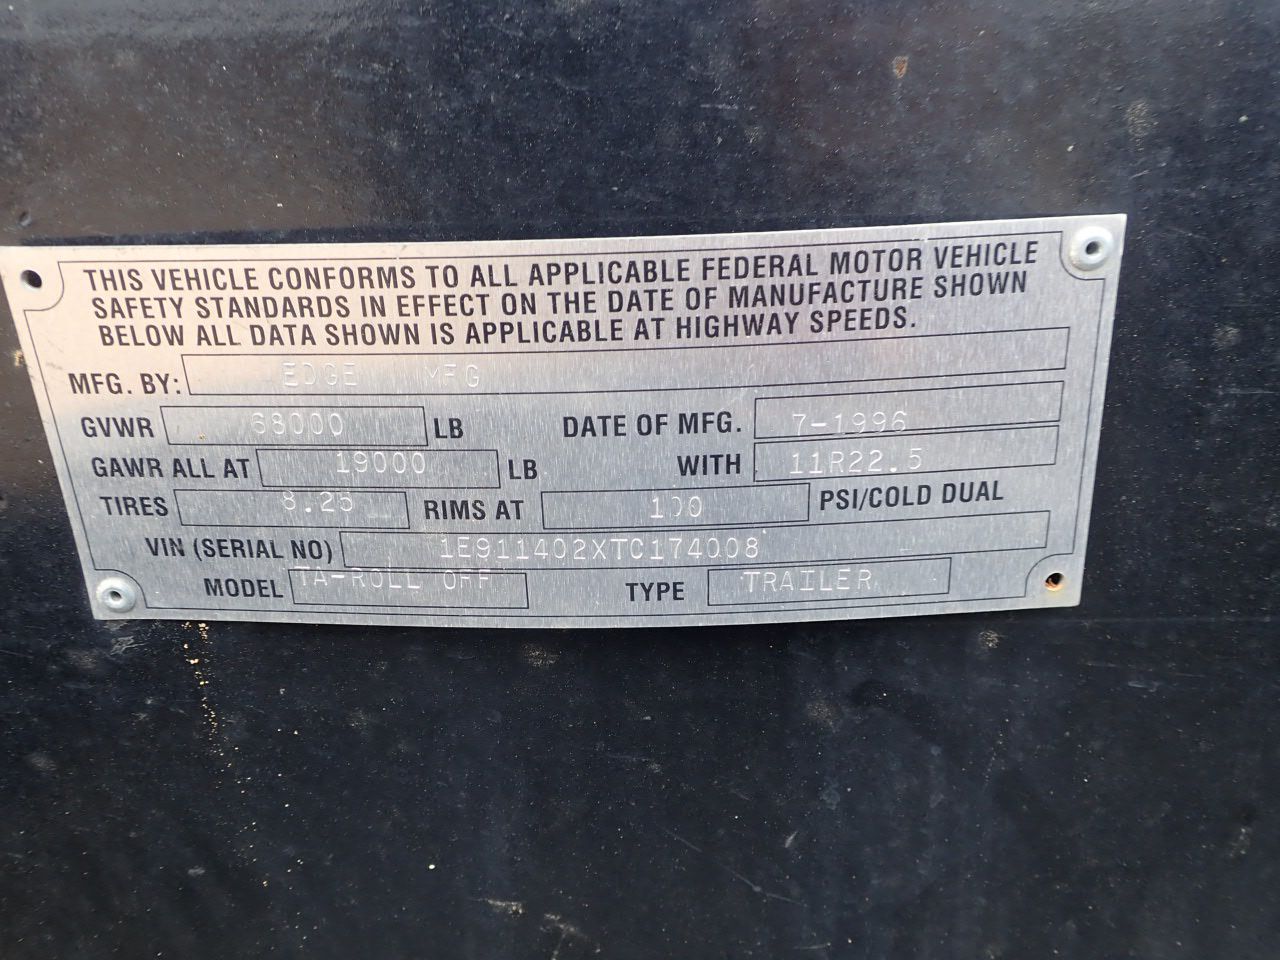 THIS VEHICLE CONFORMS TO ALL APPLICABLE FEDERAL MOTOR VEHICLE
SAFETY STANDARDS IN EFFECT ON THE DATE OF MANUFACTURE SHOWN
BELOW ALL DATA SHOWN IS APPLICABLE AT HIGHWAY SPEEDS.
MFG. BY: EDGE MFG
GVWR 68000 LB DATE OF MFG. 7-1996
GAWR ALL AT 19000 LB WITH 11R22.5
TIRES 8.25 RIMS AT 100 PSI/COLD DUAL
VIN (SERIAL NO) 1E911402XTC174008
MODEL TA-ROLL OFF TYPE TRAILER